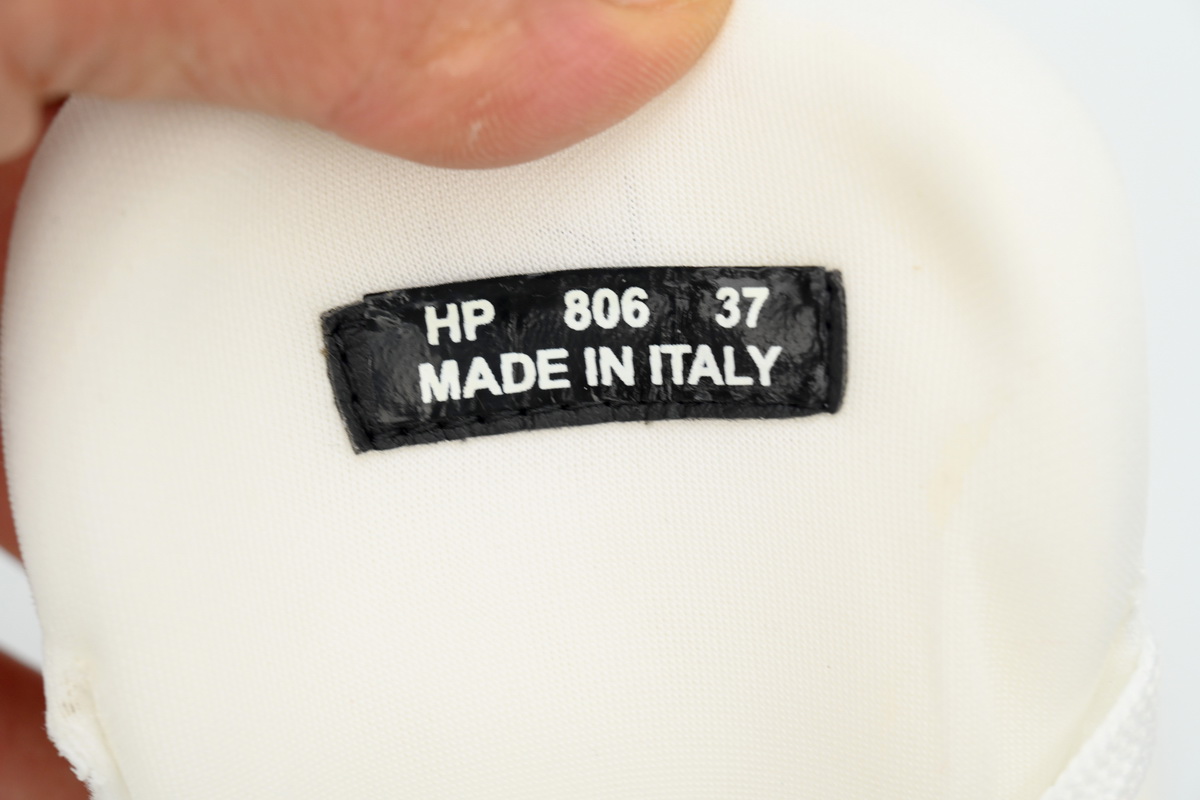 HP 806 37
MADE IN ITALY